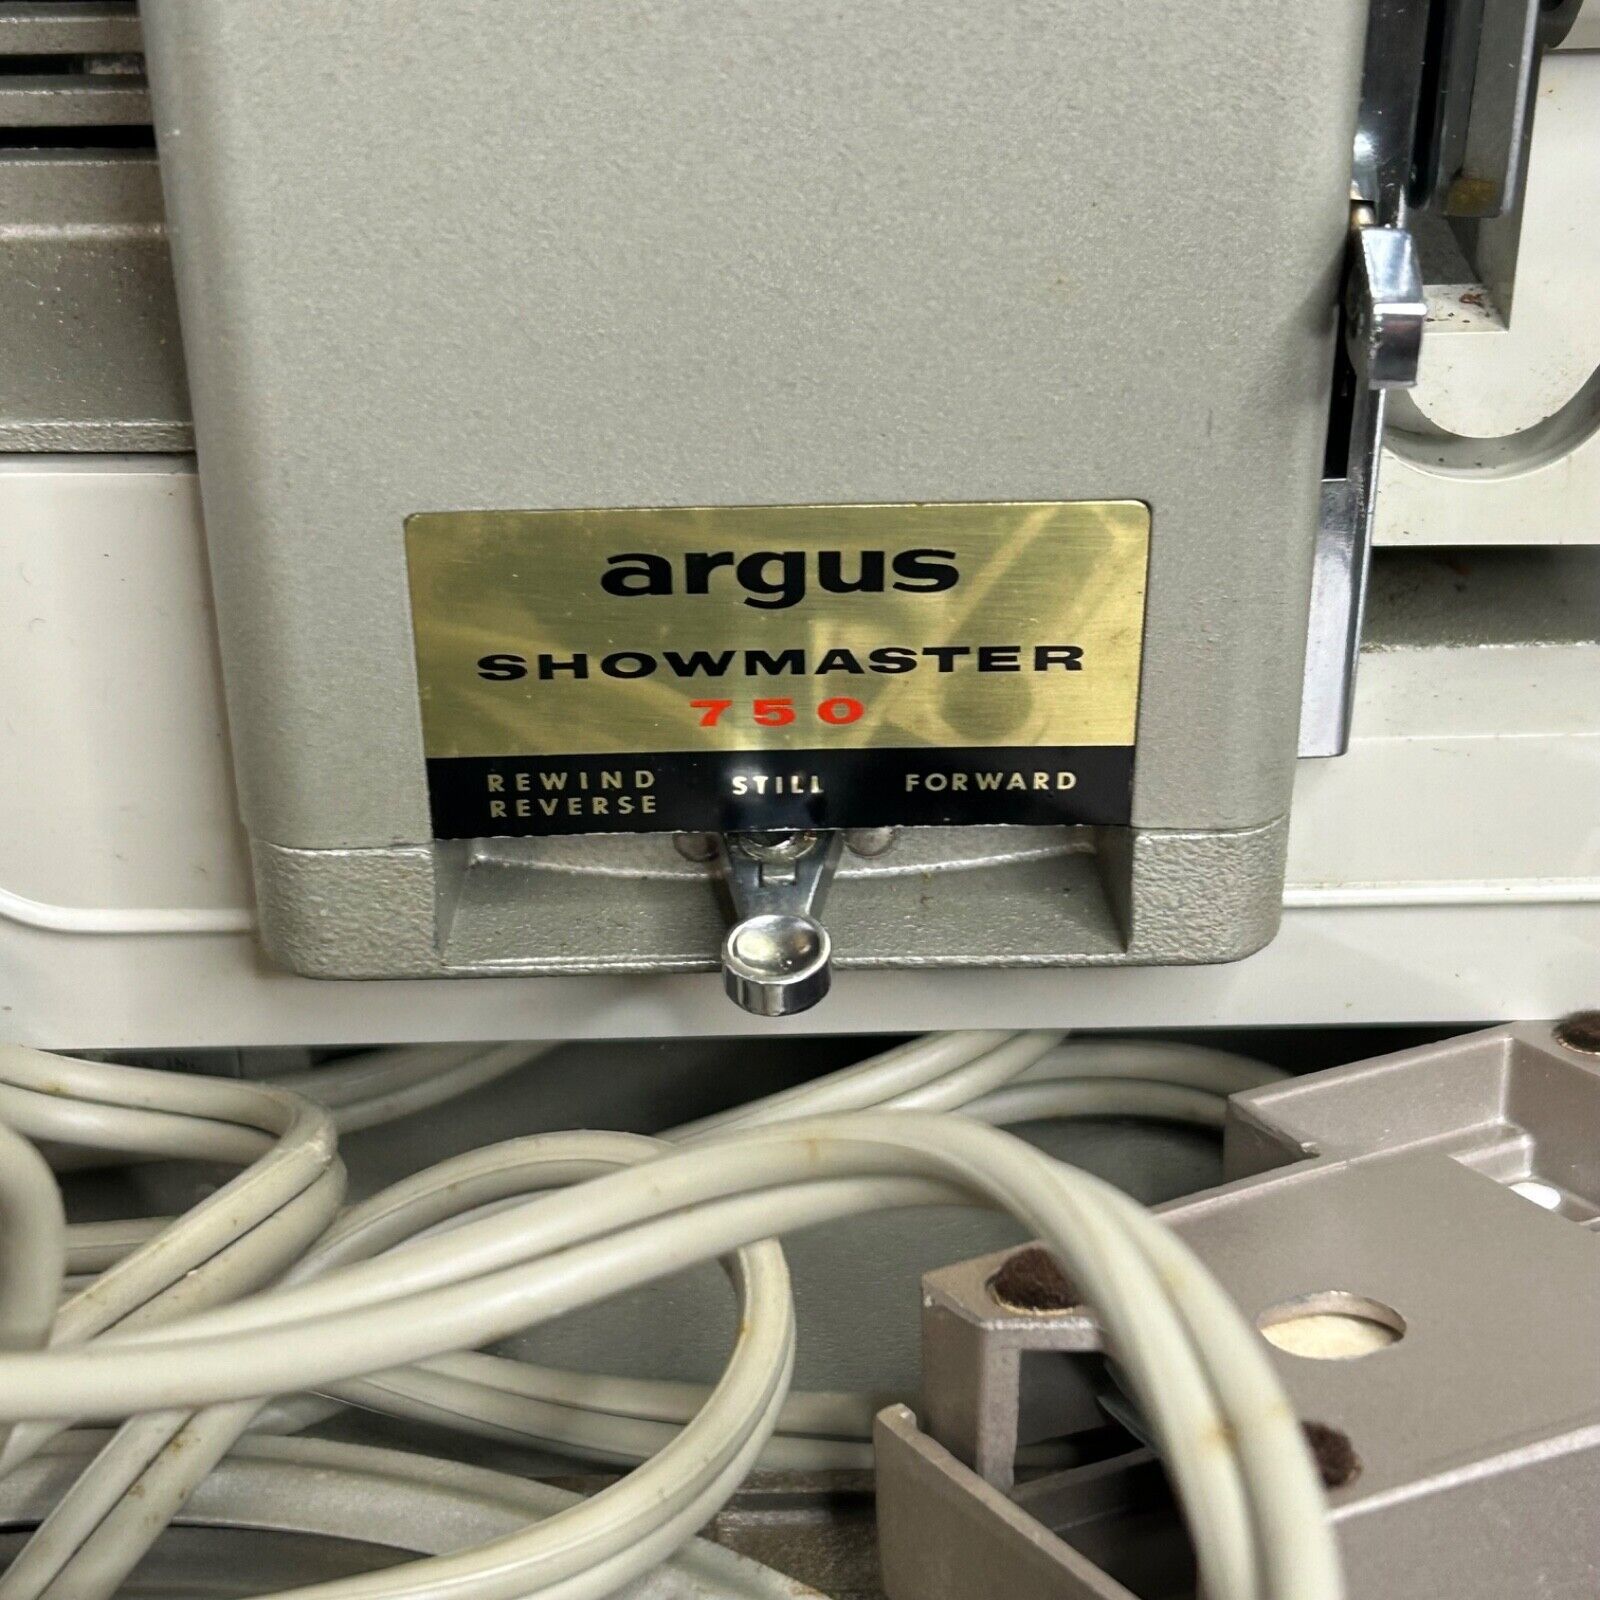 argus
SHOWMASTER
750
REWIND STILL FORWARD
REVERSE